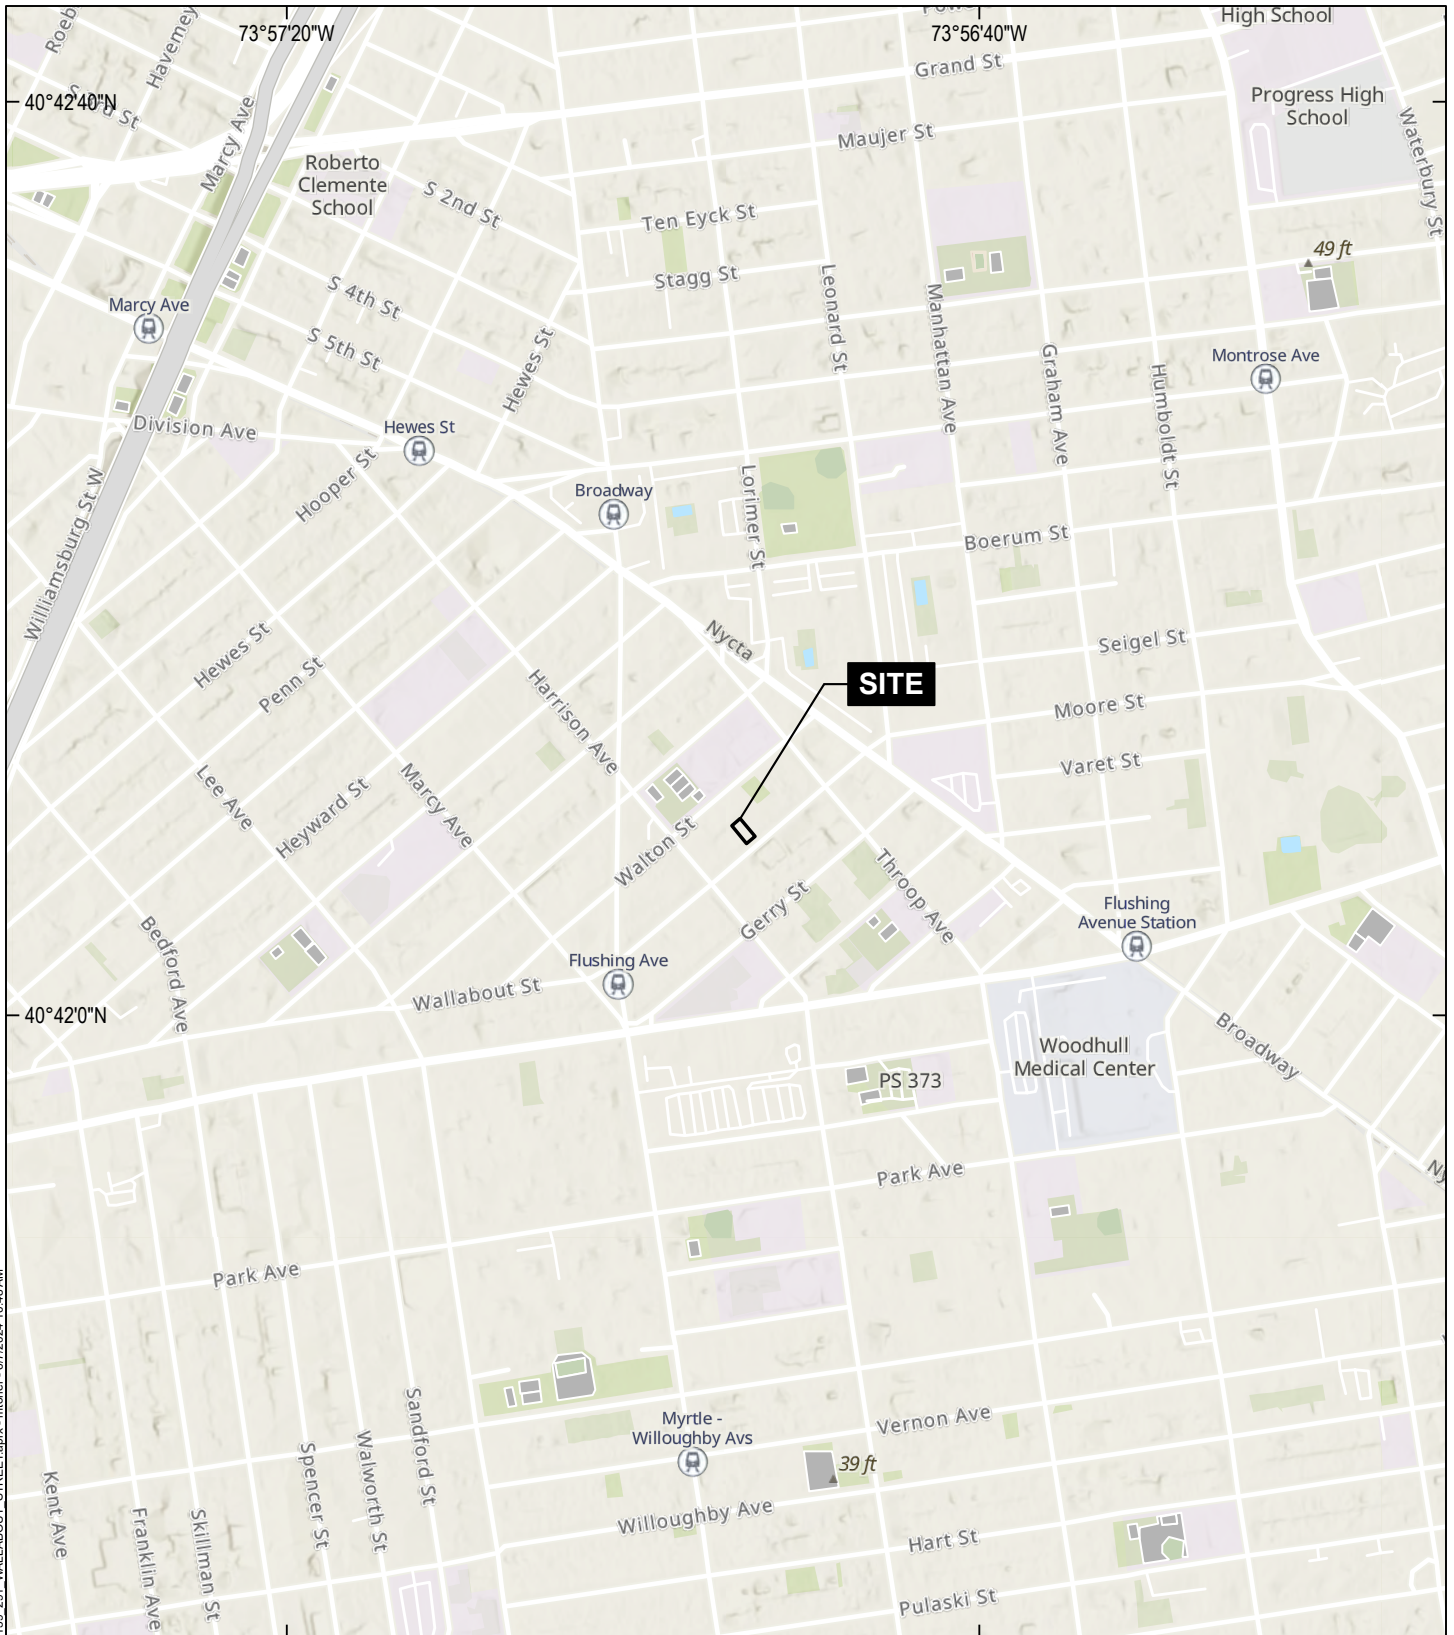 Roeb
Havemey
73°57'20"W
73°56'40"W
High School
Grand St
40°42'40"N
S 3rd St
Marcy Ave
Progress High
School
Waterbury St
Maujer St
Roberto
Clemente
School
S 2nd St
Ten Eyck St
49 ft
Stagg St
Leonard St
Manhattan Ave
S 4th St
Marcy Ave
S 5th St
Hewes St
Graham Ave
Humboldt St
Montrose Ave
Division Ave
Hewes St
Hooper St
Broadway
Lorimer St
Williamsburg St W
Boerum St
Hewes St
Penn St
Nycta
Seigel St
SITE
Harrison Ave
Moore St
Varet St
Lee Ave
Heyward St
Marcy Ave
Walton St
Throop Ave
Gerry St
Flushing
Avenue Station
Bedford Ave
Flushing Ave
Wallabout St
40°42'0"N
Broadway
Woodhull
Medical Center
PS 373
Park Ave
Ny
Park Ave
Sandford St
Myrtle -
Willoughby Avs
Vernon Ave
39 ft
Kent Ave
Spencer St
Walworth St
Franklin Ave
Skillman St
Willoughby Ave
Hart St
Pulaski St